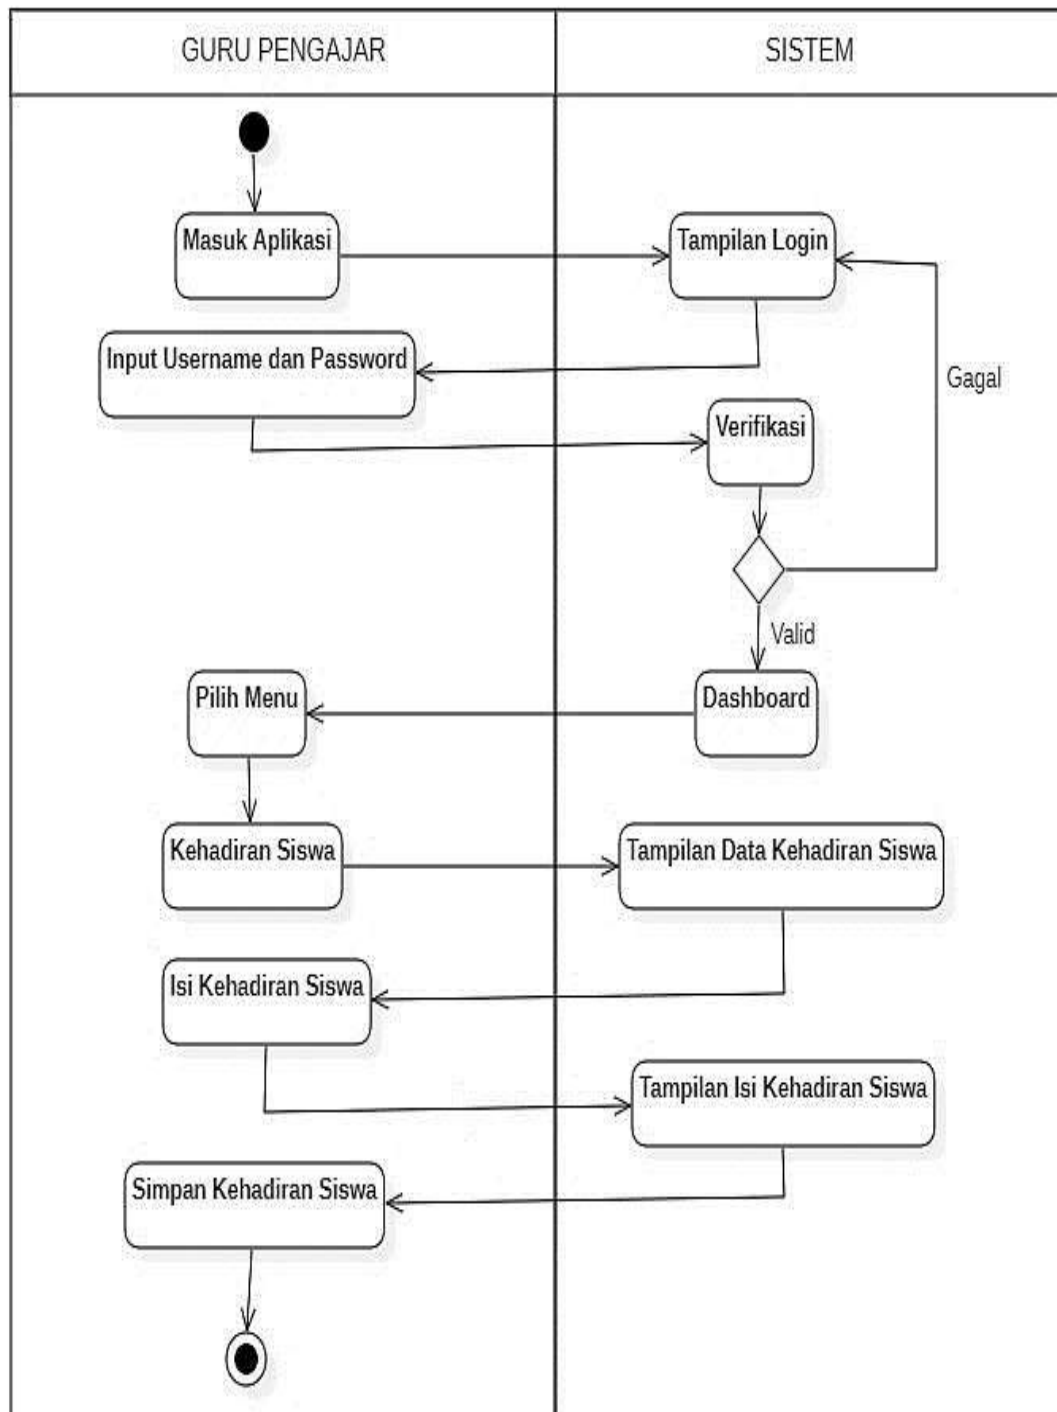 GURU PENGAJAR
SISTEM
Masuk Aplikasi
Tampilan Login
Input Username dan Password
Gagal
Verifikasi
Valid
Pilih Menu
Dashboard
Kehadiran Siswa
Tampilan Data Kehadiran Siswa
Isi Kehadiran Siswa
Tampilan Isi Kehadiran Siswa
Simpan Kehadiran Siswa